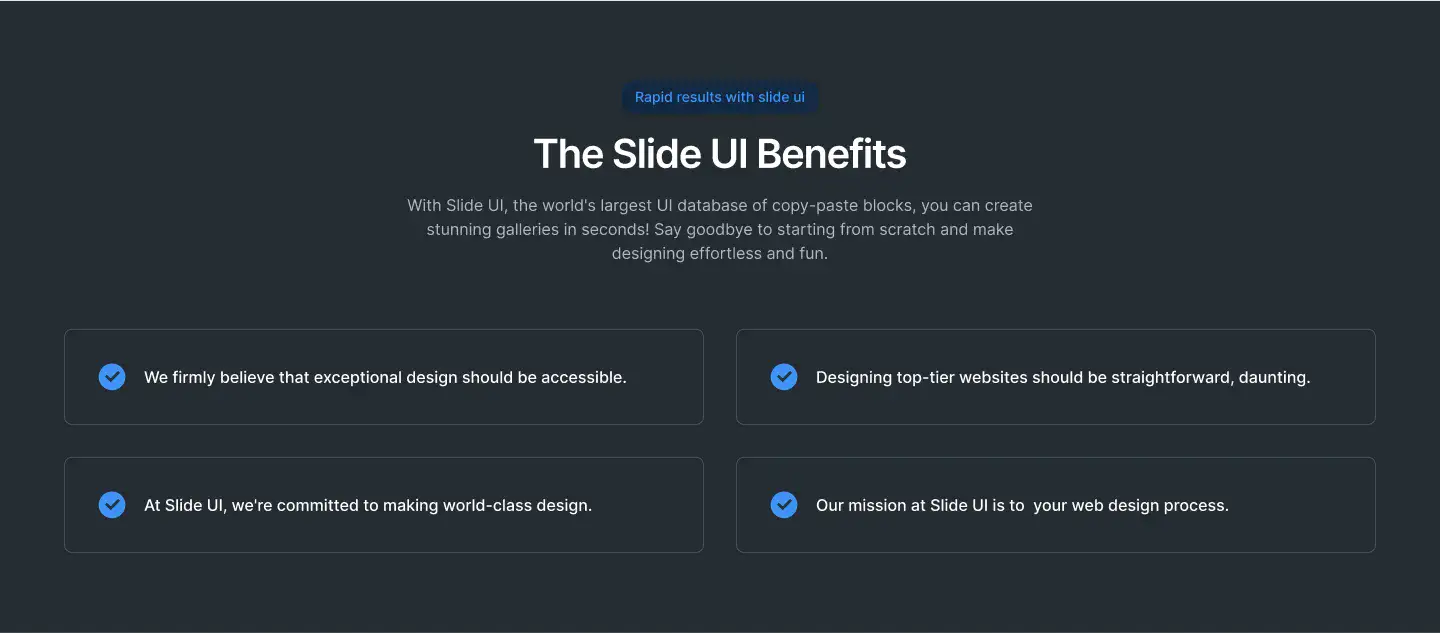 Rapid results with slide ui
The Slide UI Benefits
With Slide UI, the world's largest UI database of copy-paste blocks, you can create
stunning galleries in seconds! Say goodbye to starting from scratch and make
designing effortless and fun.
We firmly believe that exceptional design should be accessible.
Designing top-tier websites should be straightforward, daunting.
At Slide UI, we're committed to making world-class design.
Our mission at Slide UI is to  your web design process.